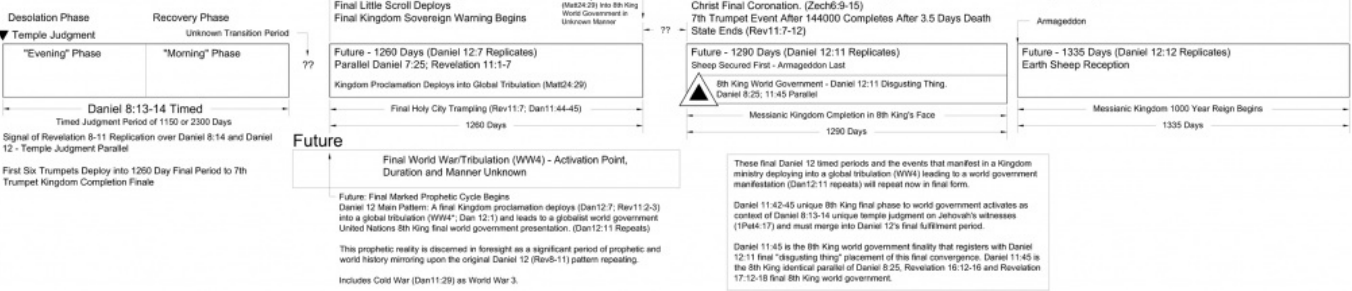 Desolation Phase
Recovery Phase
Temple Judgment
Unknown Transition Period
"Evening" Phase
"Morning" Phase
??
Daniel 8:13-14 Timed
Timed Judgment Period of 1150 or 2300 Days
Signal of Revelation 8-11 Replication over Daniel 8:14 and Daniel
12 - Temple Judgment Parallel
First Six Trumpets Deploy into 1260 Day Final Period to 7th
Trumpet Kingdom Completion Finale
Final Little Scroll Deploys
Final Kingdom Sovereign Warning Begins
(Matt24:29) Into 8th King
World Government in
Unknown Manner
Future - 1260 Days (Daniel 12:7 Replicates)
Parallel Daniel 7:25; Revelation 11:1-7
Kingdom Proclamation Deploys into Global Tribulation (Matt24:29)
Final Holy City Trampling (Rev11:7; Dan11:44-45)
1260 Days
Future
Final World War/Tribulation (WW4) - Activation Point,
Duration and Manner Unknown
Future: Final Marked Prophetic Cycle Begins
Daniel 12 Main Pattern: A final Kingdom proclamation deploys (Dan12:7; Rev11:2-3)
into a global tribulation (WW4"; Dan 12:1) and leads to a globalist world government
United Nations 8th King final world government presentation. (Dan12:11 Repeats)
This prophetic reality is discerned in foresight as a significant period of prophetic and
world history mirroring upon the original Daniel 12 (Rev8-11) pattern repeating.
Includes Cold War (Dan11:29) as World War 3.
??
Christ Final Coronation. (Zech6:9-15)
7th Trumpet Event After 144000 Completes After 3.5 Days Death
State Ends (Rev11:7-12)
Future - 1290 Days (Daniel 12:11 Replicates)
Sheep Secured First - Armageddon Last
8th King World Government - Daniel 12:11 Disgusting Thing.
Daniel 8:25; 11:45 Parallel
Messianic Kingdom Cmpletion in 8th King's Face
1290 Days
Armageddon
Future - 1335 Days (Daniel 12:12 Replicates)
Earth Sheep Reception
Messianic Kingdom 1000 Year Reign Begins
1335 Days
These final Daniel 12 timed periods and the events that manifest in a Kingdom
ministry deploying into a global tribulation (WW4) leading to a world government
manifestation (Dan12:11 repeats) will repeat now in final form.
Daniel 11:42-45 unique 8th King final phase to world government activates as
context of Daniel 8:13-14 unique temple judgment on Jehovah's witnesses
(1Pet4:17) and must merge into Daniel 12's final fulfillment period.
Daniel 11:45 is the 8th King world government finality that registers with Daniel
12:11 final "disgusting thing" placement of this final convergence. Daniel 11:45 is
the 8th King identical parallel of Daniel 8:25, Revelation 16:12-16 and Revelation
17:12-18 final 8th King world government.